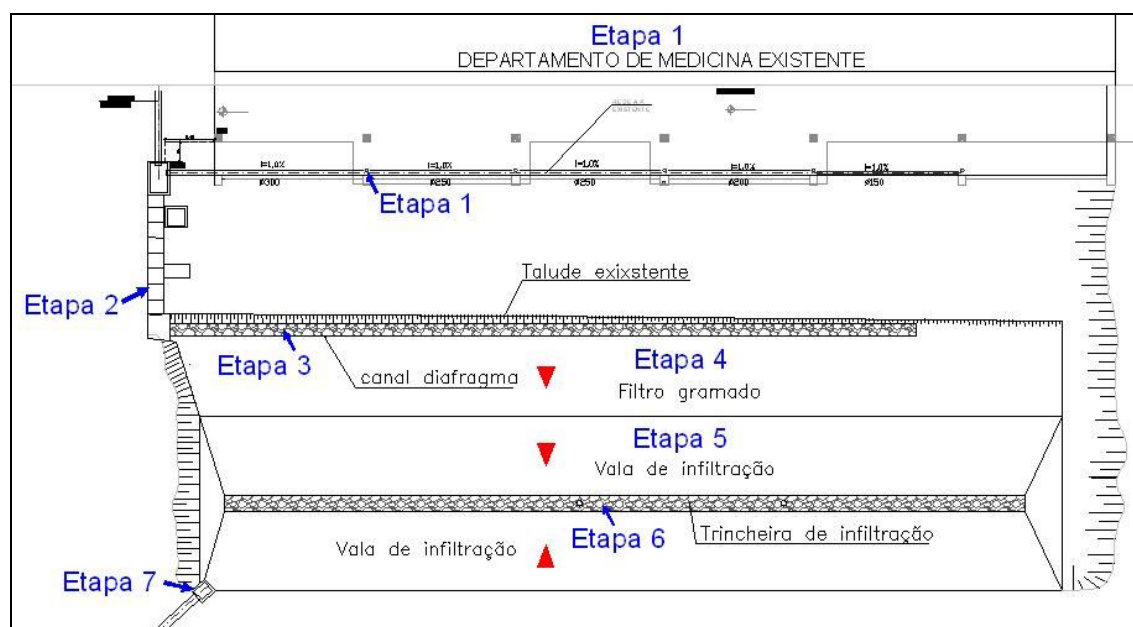 Etapa 1
DEPARTAMENTO DE MEDICINA EXISTENTE
EXISTENTE
I=1,0%
I=1,0%
I=1,0%
I=1,0%
I=1,0%
Ø300
Ø250
Ø250
Ø200
Ø150
Etapa 1
Talude exixstente
Etapa 2
Etapa 3
canal diafragma
Etapa 4
Filtro gramado
Etapa 5
Vala de infiltração
Etapa 6
Trincheira de infiltração
Vala de infiltração
Etapa 7